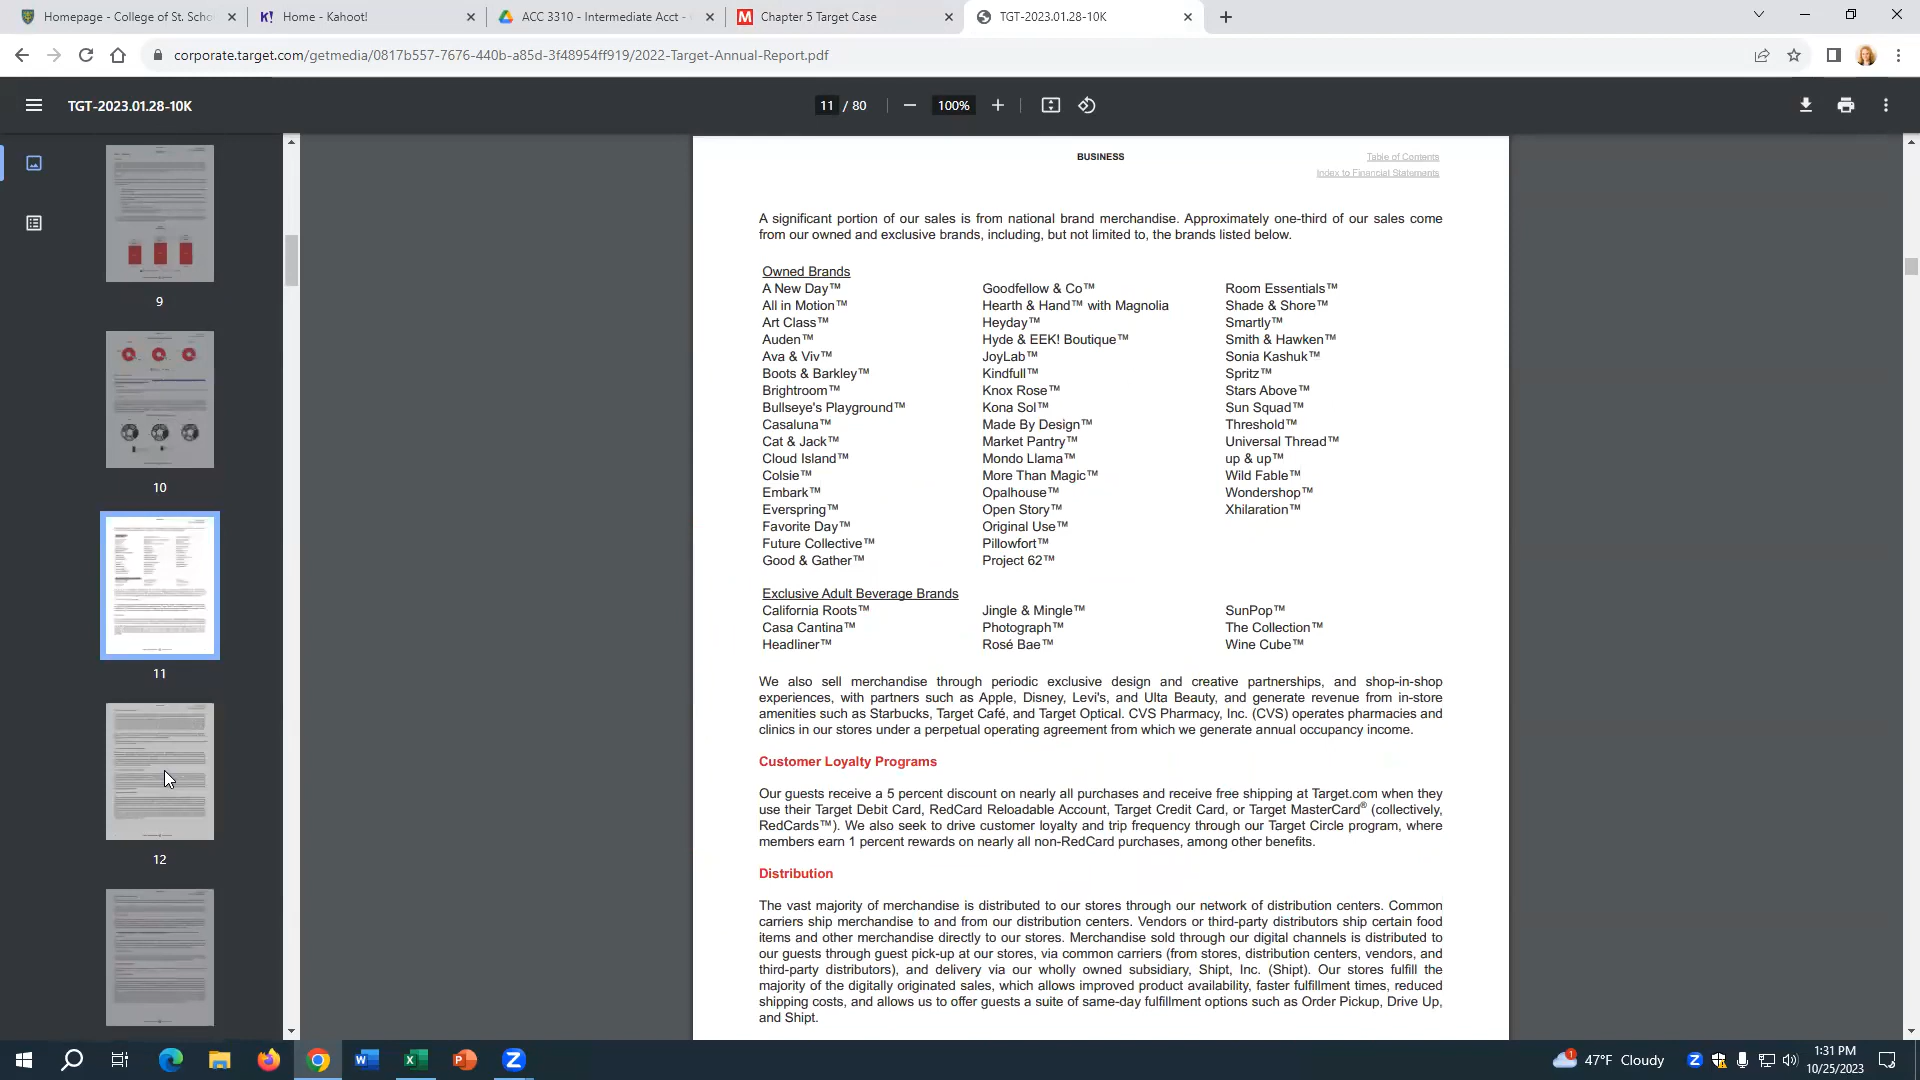 Homepage - College of St. Scho
Home - Kahoot!
ACC 3310 - Intermediate Acct -
Chapter 5 Target Case
TGT-2023.01.28-10K
corporate.target.com/getmedia/0817b557-7676-440b-a85d-3f48954ff919/2022-Target-Annual-Report.pdf
TGT-2023.01.28-10K
11 / 80
100%
9
10
11
12
BUSINESS
Table of Contents
Index to Financial Statements
A significant portion of our sales is from national brand merchandise. Approximately one-third of our sales come
from our owned and exclusive brands, including, but not limited to, the brands listed below.
Owned Brands
A New Day™ Goodfellow & Co™ Room Essentials™
All in Motion™ Hearth & Hand™ with Magnolia Shade & Shore™
Art Class™ Heyday™ Smartly™
Auden™ Hyde & EEK! Boutique™ Smith & Hawken™
Ava & Viv™ JoyLab™ Sonia Kashuk™
Boots & Barkley™ Kindfull™ Spritz™
Brightroom™ Knox Rose™ Stars Above™
Bullseye's Playground™ Kona Sol™ Sun Squad™
Casaluna™ Made By Design™ Threshold™
Cat & Jack™ Market Pantry™ Universal Thread™
Cloud Island™ Mondo Llama™ up & up™
Colsie™ More Than Magic™ Wild Fable™
Embark™ Opalhouse™ Wondershop™
Everspring™ Open Story™ Xhilaration™
Favorite Day™ Original Use™
Future Collective™ Pillowfort™
Good & Gather™ Project 62™
Exclusive Adult Beverage Brands
California Roots™ Jingle & Mingle™ SunPop™
Casa Cantina™ Photograph™ The Collection™
Headliner™ Rosé Bae™ Wine Cube™
We also sell merchandise through periodic exclusive design and creative partnerships, and shop-in-shop
experiences, with partners such as Apple, Disney, Levi's, and Ulta Beauty, and generate revenue from in-store
amenities such as Starbucks, Target Café, and Target Optical. CVS Pharmacy, Inc. (CVS) operates pharmacies and
clinics in our stores under a perpetual operating agreement from which we generate annual occupancy income.
Customer Loyalty Programs
Our guests receive a 5 percent discount on nearly all purchases and receive free shipping at Target.com when they
use their Target Debit Card, RedCard Reloadable Account, Target Credit Card, or Target MasterCard® (collectively,
RedCards™). We also seek to drive customer loyalty and trip frequency through our Target Circle program, where
members earn 1 percent rewards on nearly all non-RedCard purchases, among other benefits.
Distribution
The vast majority of merchandise is distributed to our stores through our network of distribution centers. Common
carriers ship merchandise to and from our distribution centers. Vendors or third-party distributors ship certain food
items and other merchandise directly to our stores. Merchandise sold through our digital channels is distributed to
our guests through guest pick-up at our stores, via common carriers (from stores, distribution centers, vendors, and
third-party distributors), and delivery via our wholly owned subsidiary, Shipt, Inc. (Shipt). Our stores fulfill the
majority of the digitally originated sales, which allows improved product availability, faster fulfillment times, reduced
shipping costs, and allows us to offer guests a suite of same-day fulfillment options such as Order Pickup, Drive Up,
and Shipt.
47°F Cloudy
1:31 PM
10/25/2023